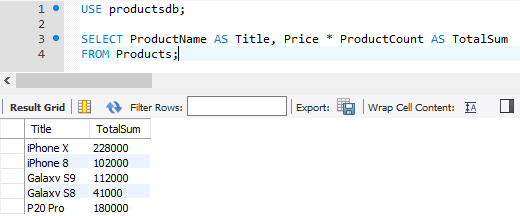 1 USE productsdb;
2
3 SELECT ProductName AS Title, Price * ProductCount AS TotalSum
4 FROM Products;
Result Grid Filter Rows: Export: Wrap Cell Content: IA
Title TotalSum
iPhone X 228000
iPhone 8 102000
Galaxy S9 112000
Galaxy S8 41000
P20 Pro 180000